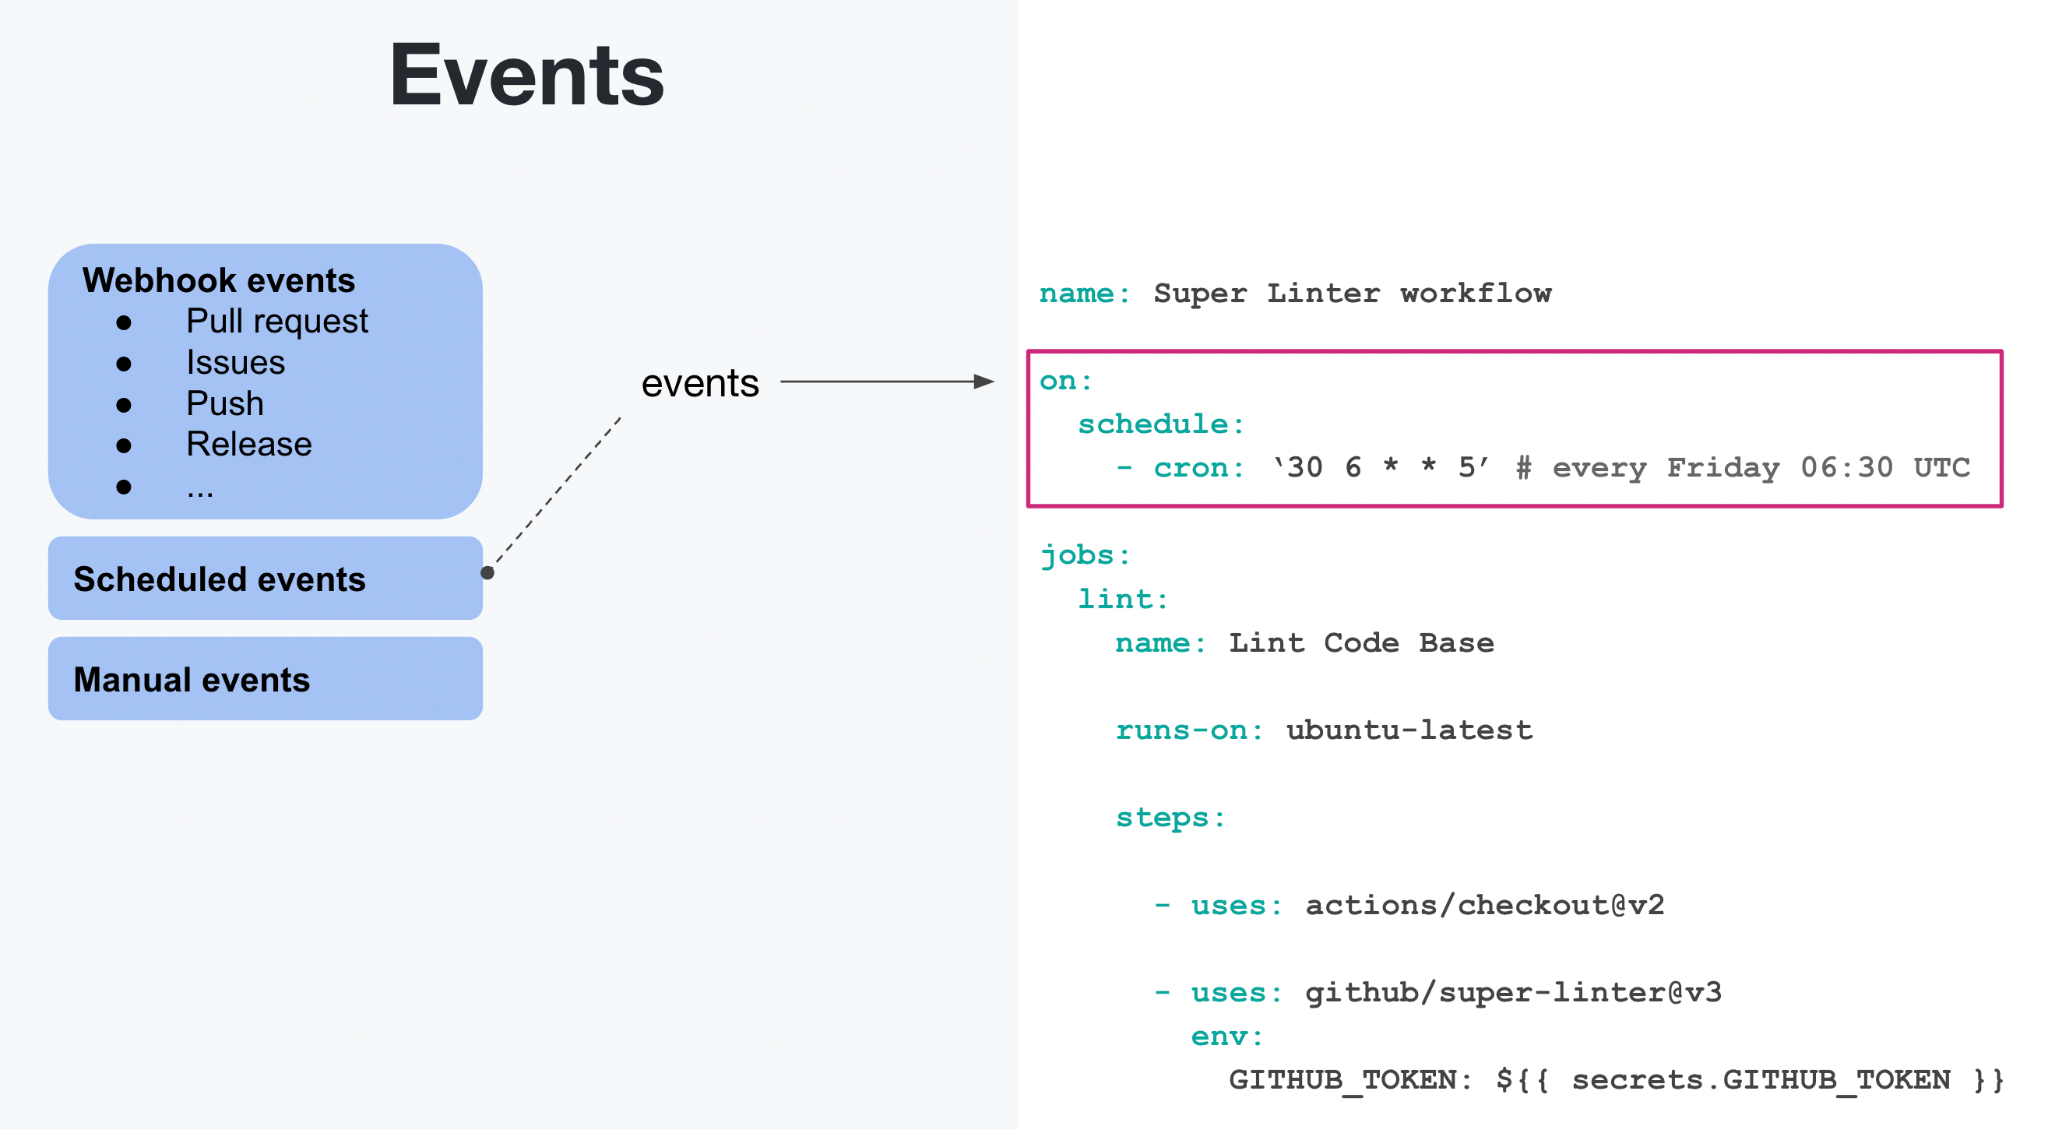 Events
Webhook events
● Pull request
● Issues
● Push
● Release
● ...
Scheduled events
Manual events
events
name: Super Linter workflow
on:
  schedule:
    - cron: ‘30 6 * * 5’ # every Friday 06:30 UTC
jobs:
  lint:
    name: Lint Code Base
    runs-on: ubuntu-latest
    steps:
      - uses: actions/checkout@v2
      - uses: github/super-linter@v3
        env:
          GITHUB_TOKEN: ${{ secrets.GITHUB_TOKEN }}